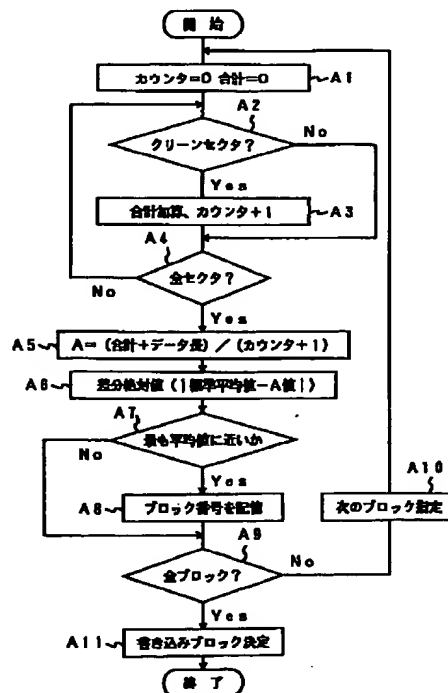 開 始
カウンタ=0 合計=0
A1
A2
クリーンセクタ?
No
Yes
合計加算、カウンタ+1
A3
A4
全セクタ?
No
Yes
A5
A=(合計+データ長)/(カウンタ+1)
A6
差分絶対値(|標準平均値-A値|)
A7
最も平均値に近いか
No
Yes
A8
ブロック番号を記憶
A9
全ブロック?
No
A10
次のブロック指定
Yes
A11
書き込みブロック決定
終 了